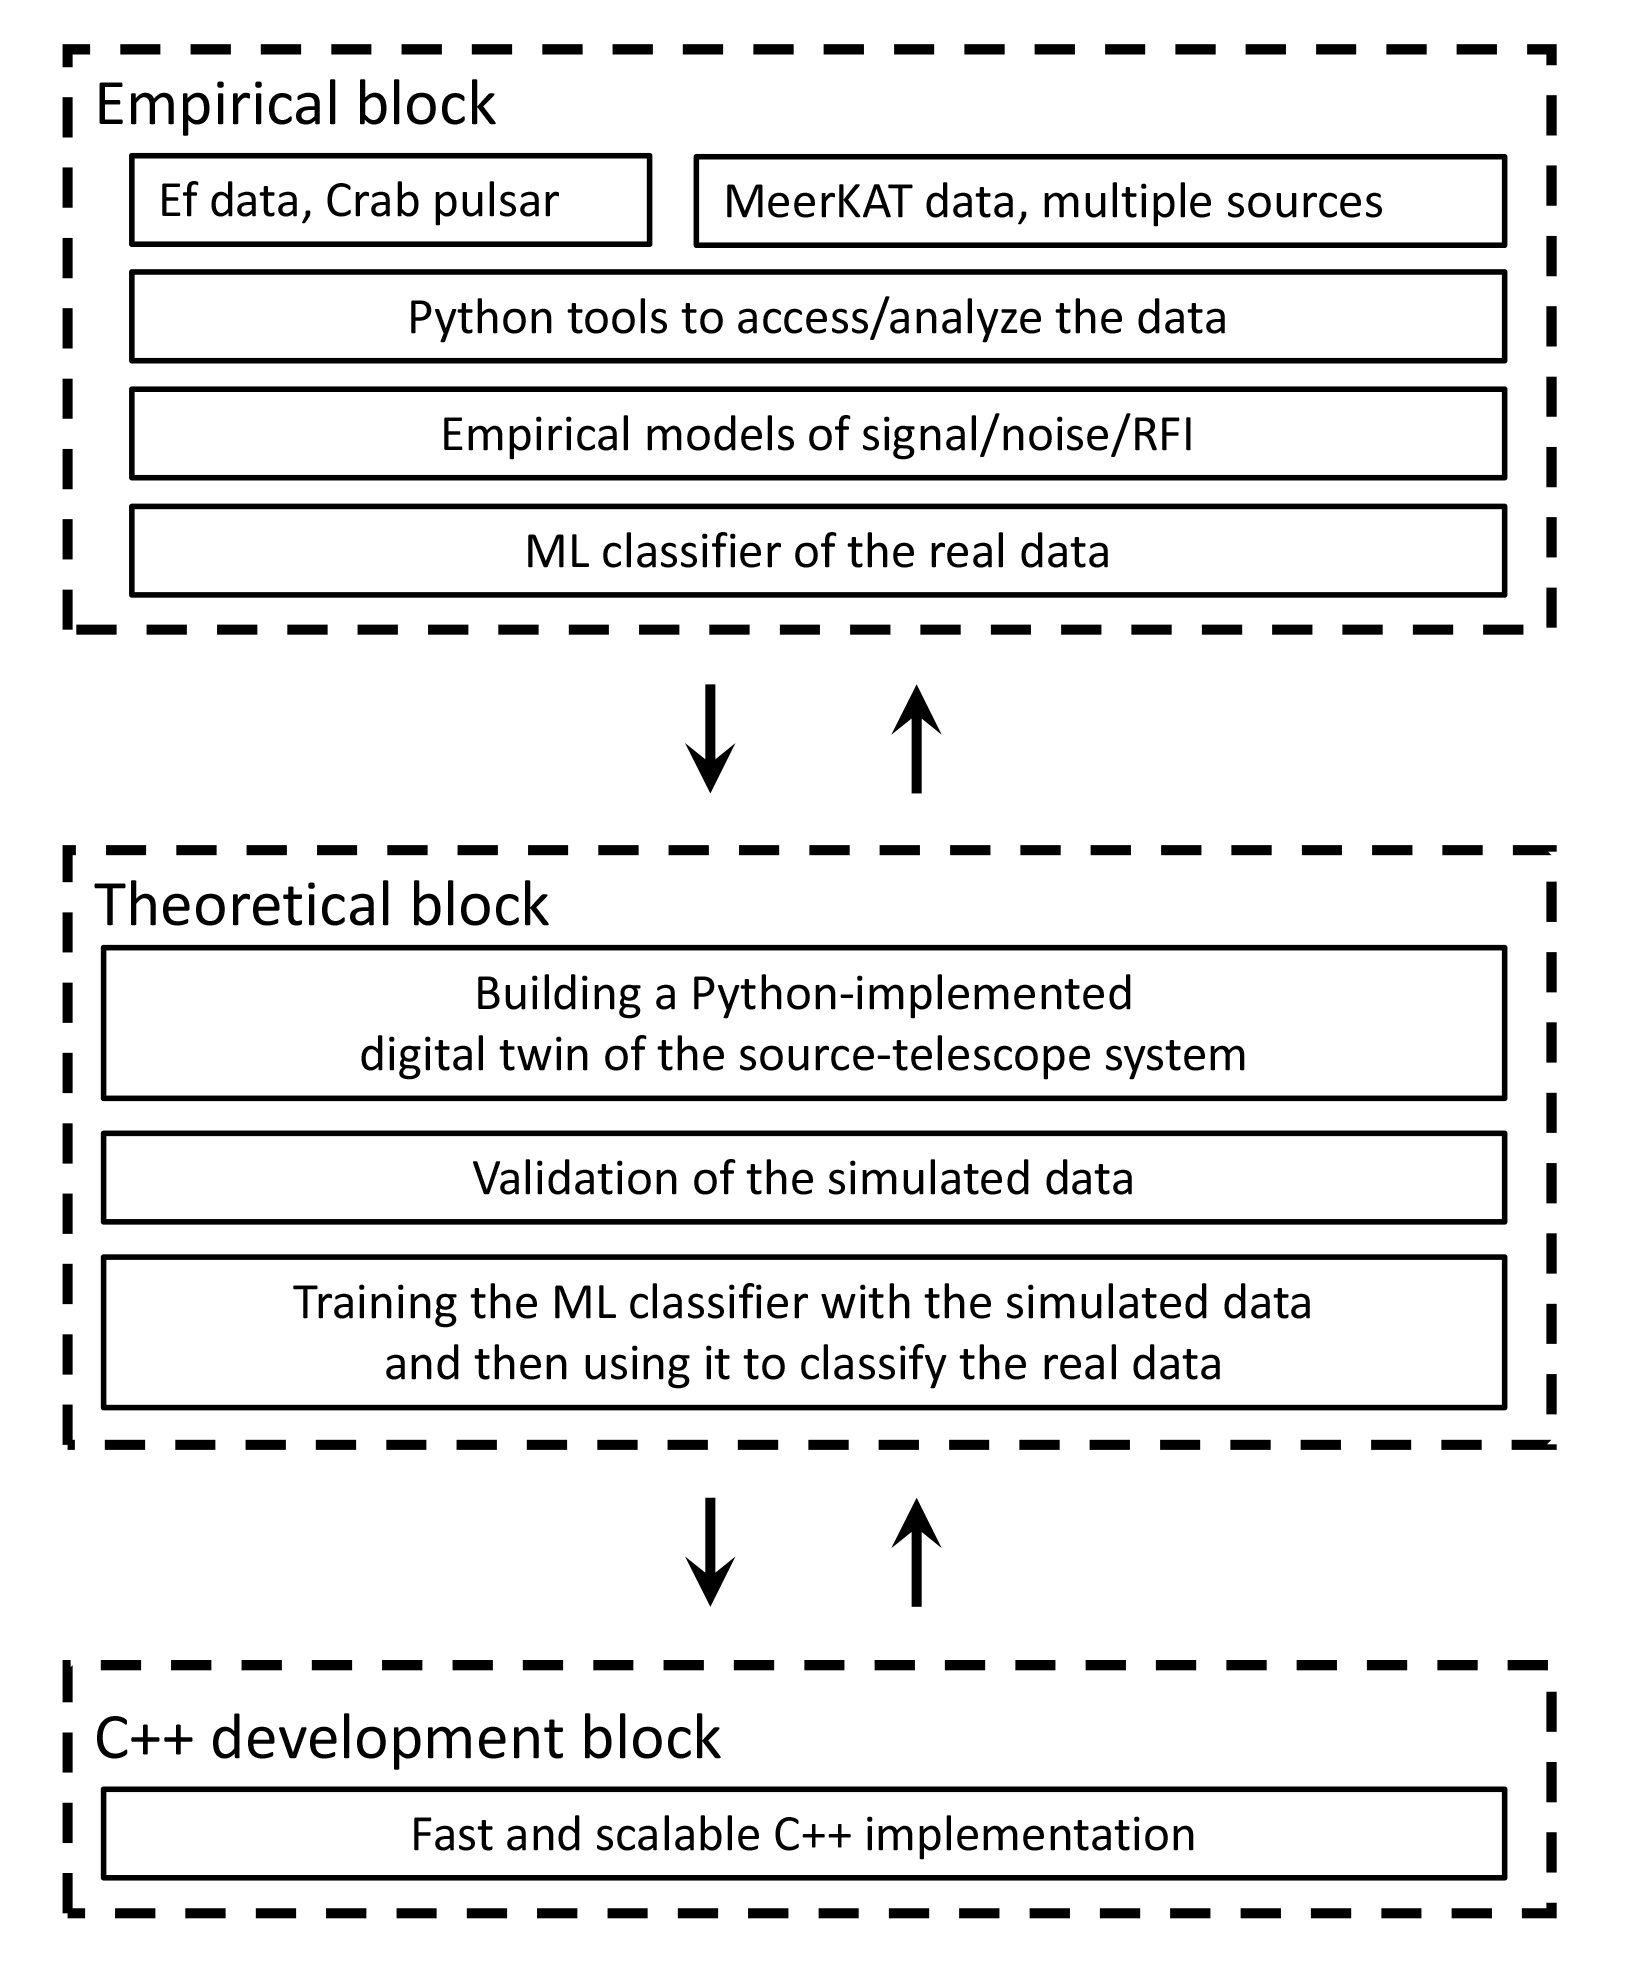 Empirical block
Ef data, Crab pulsar
MeerKAT data, multiple sources
Python tools to access/analyze the data
Empirical models of signal/noise/RFI
ML classifier of the real data
Theoretical block
Building a Python-implemented
digital twin of the source-telescope system
Validation of the simulated data
Training the ML classifier with the simulated data
and then using it to classify the real data
C++ development block
Fast and scalable C++ implementation